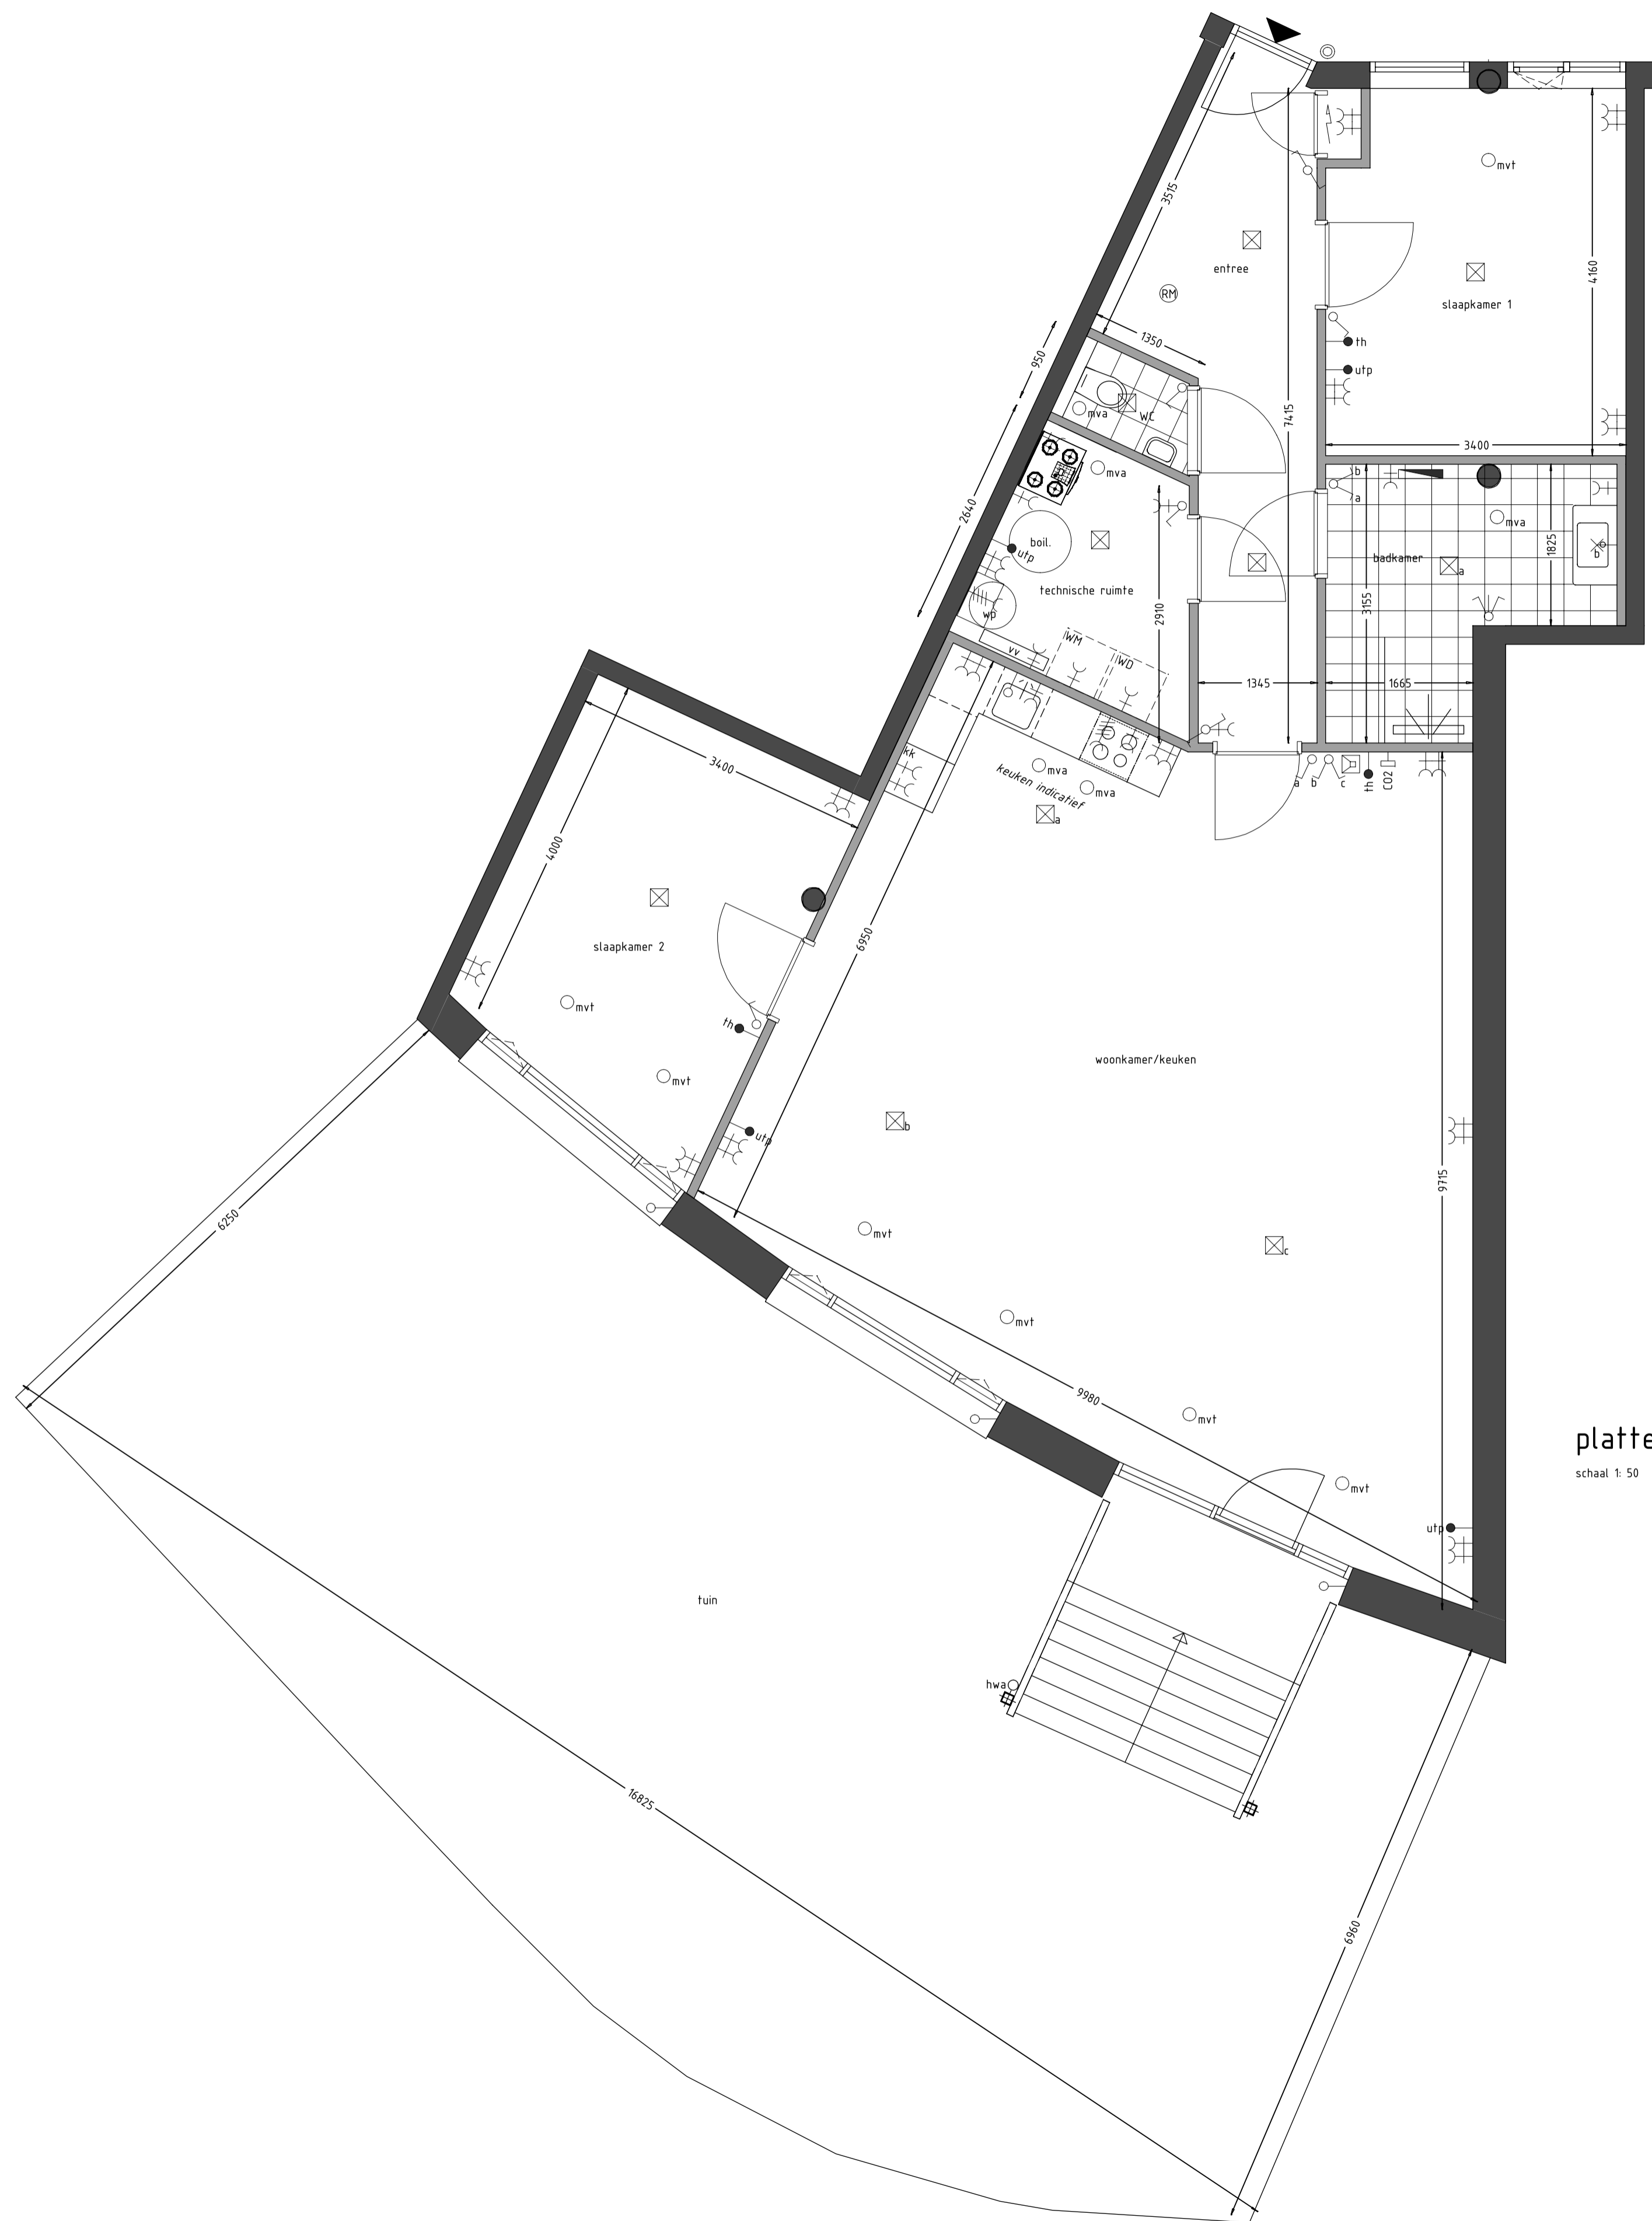 3515
mvt
entree
4160
RM
slaapkamer 1
950
1350
th
utp
7415
mva
WC
3400
mva
b
a
2640
mva
boil.
utp
1825
b
badkamer
a
technische ruimte
wp
2910
3155
WM
vv
WD
1345
1665
kk
mva
keuken indicatief
mva
a
a
b
c
th
CO2
3400
4000
6950
slaapkamer 2
mvt
th
mvt
woonkamer/keuken
b
utp
9715
6250
mvt
c
mvt
9980
mvt
platte
schaal 1: 50
mvt
utp
tuin
hwa
16825
6960